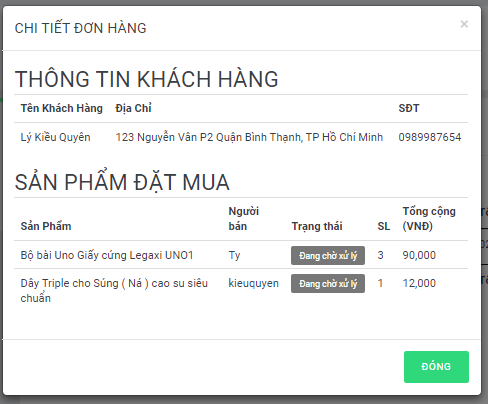 CHI TIẾT ĐƠN HÀNG ×
THÔNG TIN KHÁCH HÀNG
Tên Khách Hàng Địa Chỉ SĐT
Lý Kiều Quyên 123 Nguyễn Văn P2 Quận Bình Thạnh, TP Hồ Chí Minh 0989987654
SẢN PHẨM ĐẶT MUA
Sản Phẩm Người bán Trạng thái SL Tổng cộng (VNĐ)
Bộ bài Uno Giấy cứng Legaxi UNO1 Ty Đang chờ xử lý 3 90,000
Dây Triple cho Súng ( Ná ) cao su siêu kieuquyen Đang chờ xử lý 1 12,000
chuẩn
ĐÓNG